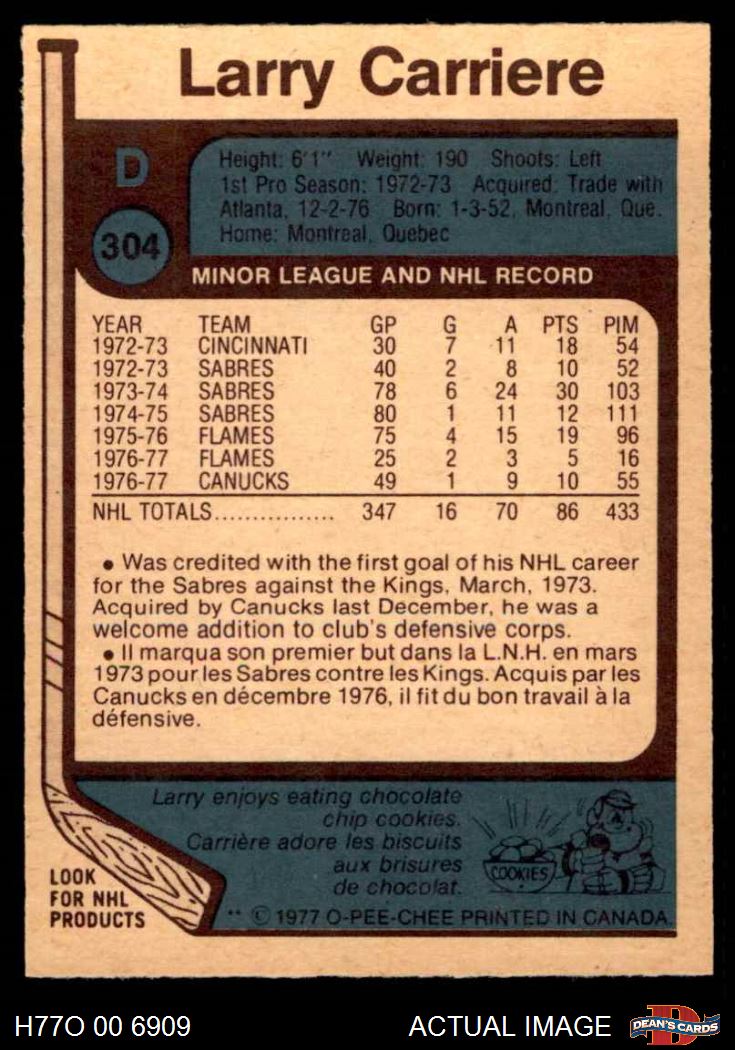 Larry Carriere
D
304
Height: 6'1" Weight: 190 Shoots: Left
1st Pro Season: 1972-73 Acquired: Trade with
Atlanta, 12-2-76 Born: 1-3-52, Montreal, Que.
Home: Montreal, Quebec
MINOR LEAGUE AND NHL RECORD
YEAR TEAM GP G A PTS PIM
1972-73 CINCINNATI 30 7 11 18 54
1972-73 SABRES 40 2 8 10 52
1973-74 SABRES 78 6 24 30 103
1974-75 SABRES 80 1 11 12 111
1975-76 FLAMES 75 4 15 19 96
1976-77 FLAMES 25 2 3 5 16
1976-77 CANUCKS 49 1 9 10 55
NHL TOTALS................ 347 16 70 86 433
• Was credited with the first goal of his NHL career
for the Sabres against the Kings, March, 1973.
Acquired by Canucks last December, he was a
welcome addition to club's defensive corps.
• Il marqua son premier but dans la L.N.H. en mars
1973 pour les Sabres contre les Kings. Acquis par les
Canucks en décembre 1976, il fit du bon travail à la
défensive.
Larry enjoys eating chocolate
chip cookies.
Carrière adore les biscuits
aux brisures
de chocolat.
COOKIES
LOOK
FOR NHL
PRODUCTS
** © 1977 O-PEE-CHEE PRINTED IN CANADA
H77O 00 6909
ACTUAL IMAGE
D
DEAN'S CARDS